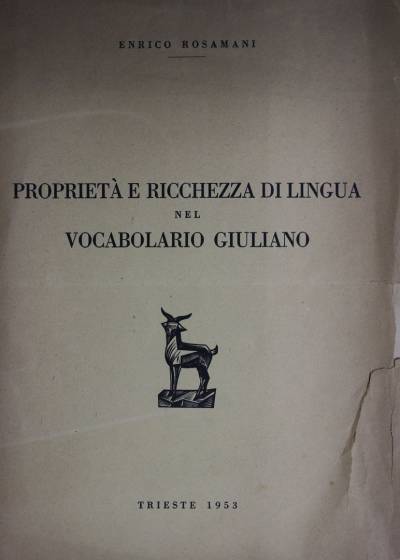 ENRICO ROSAMANI
PROPRIETÀ E RICCHEZZA DI LINGUA
NEL
VOCABOLARIO GIULIANO
TRIESTE 1953